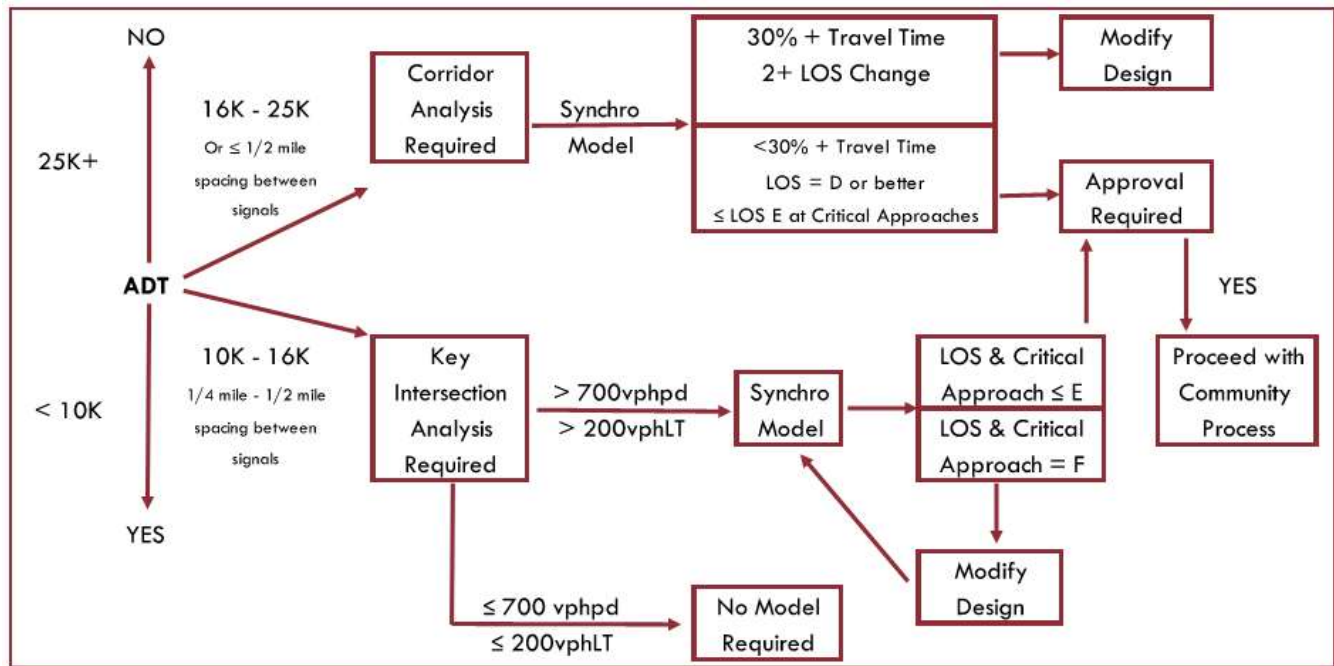 NO
25K+
16K - 25K
Or ≤ 1/2 mile
spacing between
signals
Corridor
Analysis
Required
Synchro
Model
30% + Travel Time
2+ LOS Change
Modify
Design
<30% + Travel Time
LOS = D or better
≤ LOS E at Critical Approaches
Approval
Required
ADT
YES
< 10K
10K - 16K
1/4 mile - 1/2 mile
spacing between
signals
Key
Intersection
Analysis
Required
> 700vphpd
> 200vphLT
Synchro
Model
LOS & Critical
Approach ≤ E
LOS & Critical
Approach = F
Proceed with
Community
Process
YES
Modify
Design
≤ 700 vphpd
≤ 200vphLT
No Model
Required